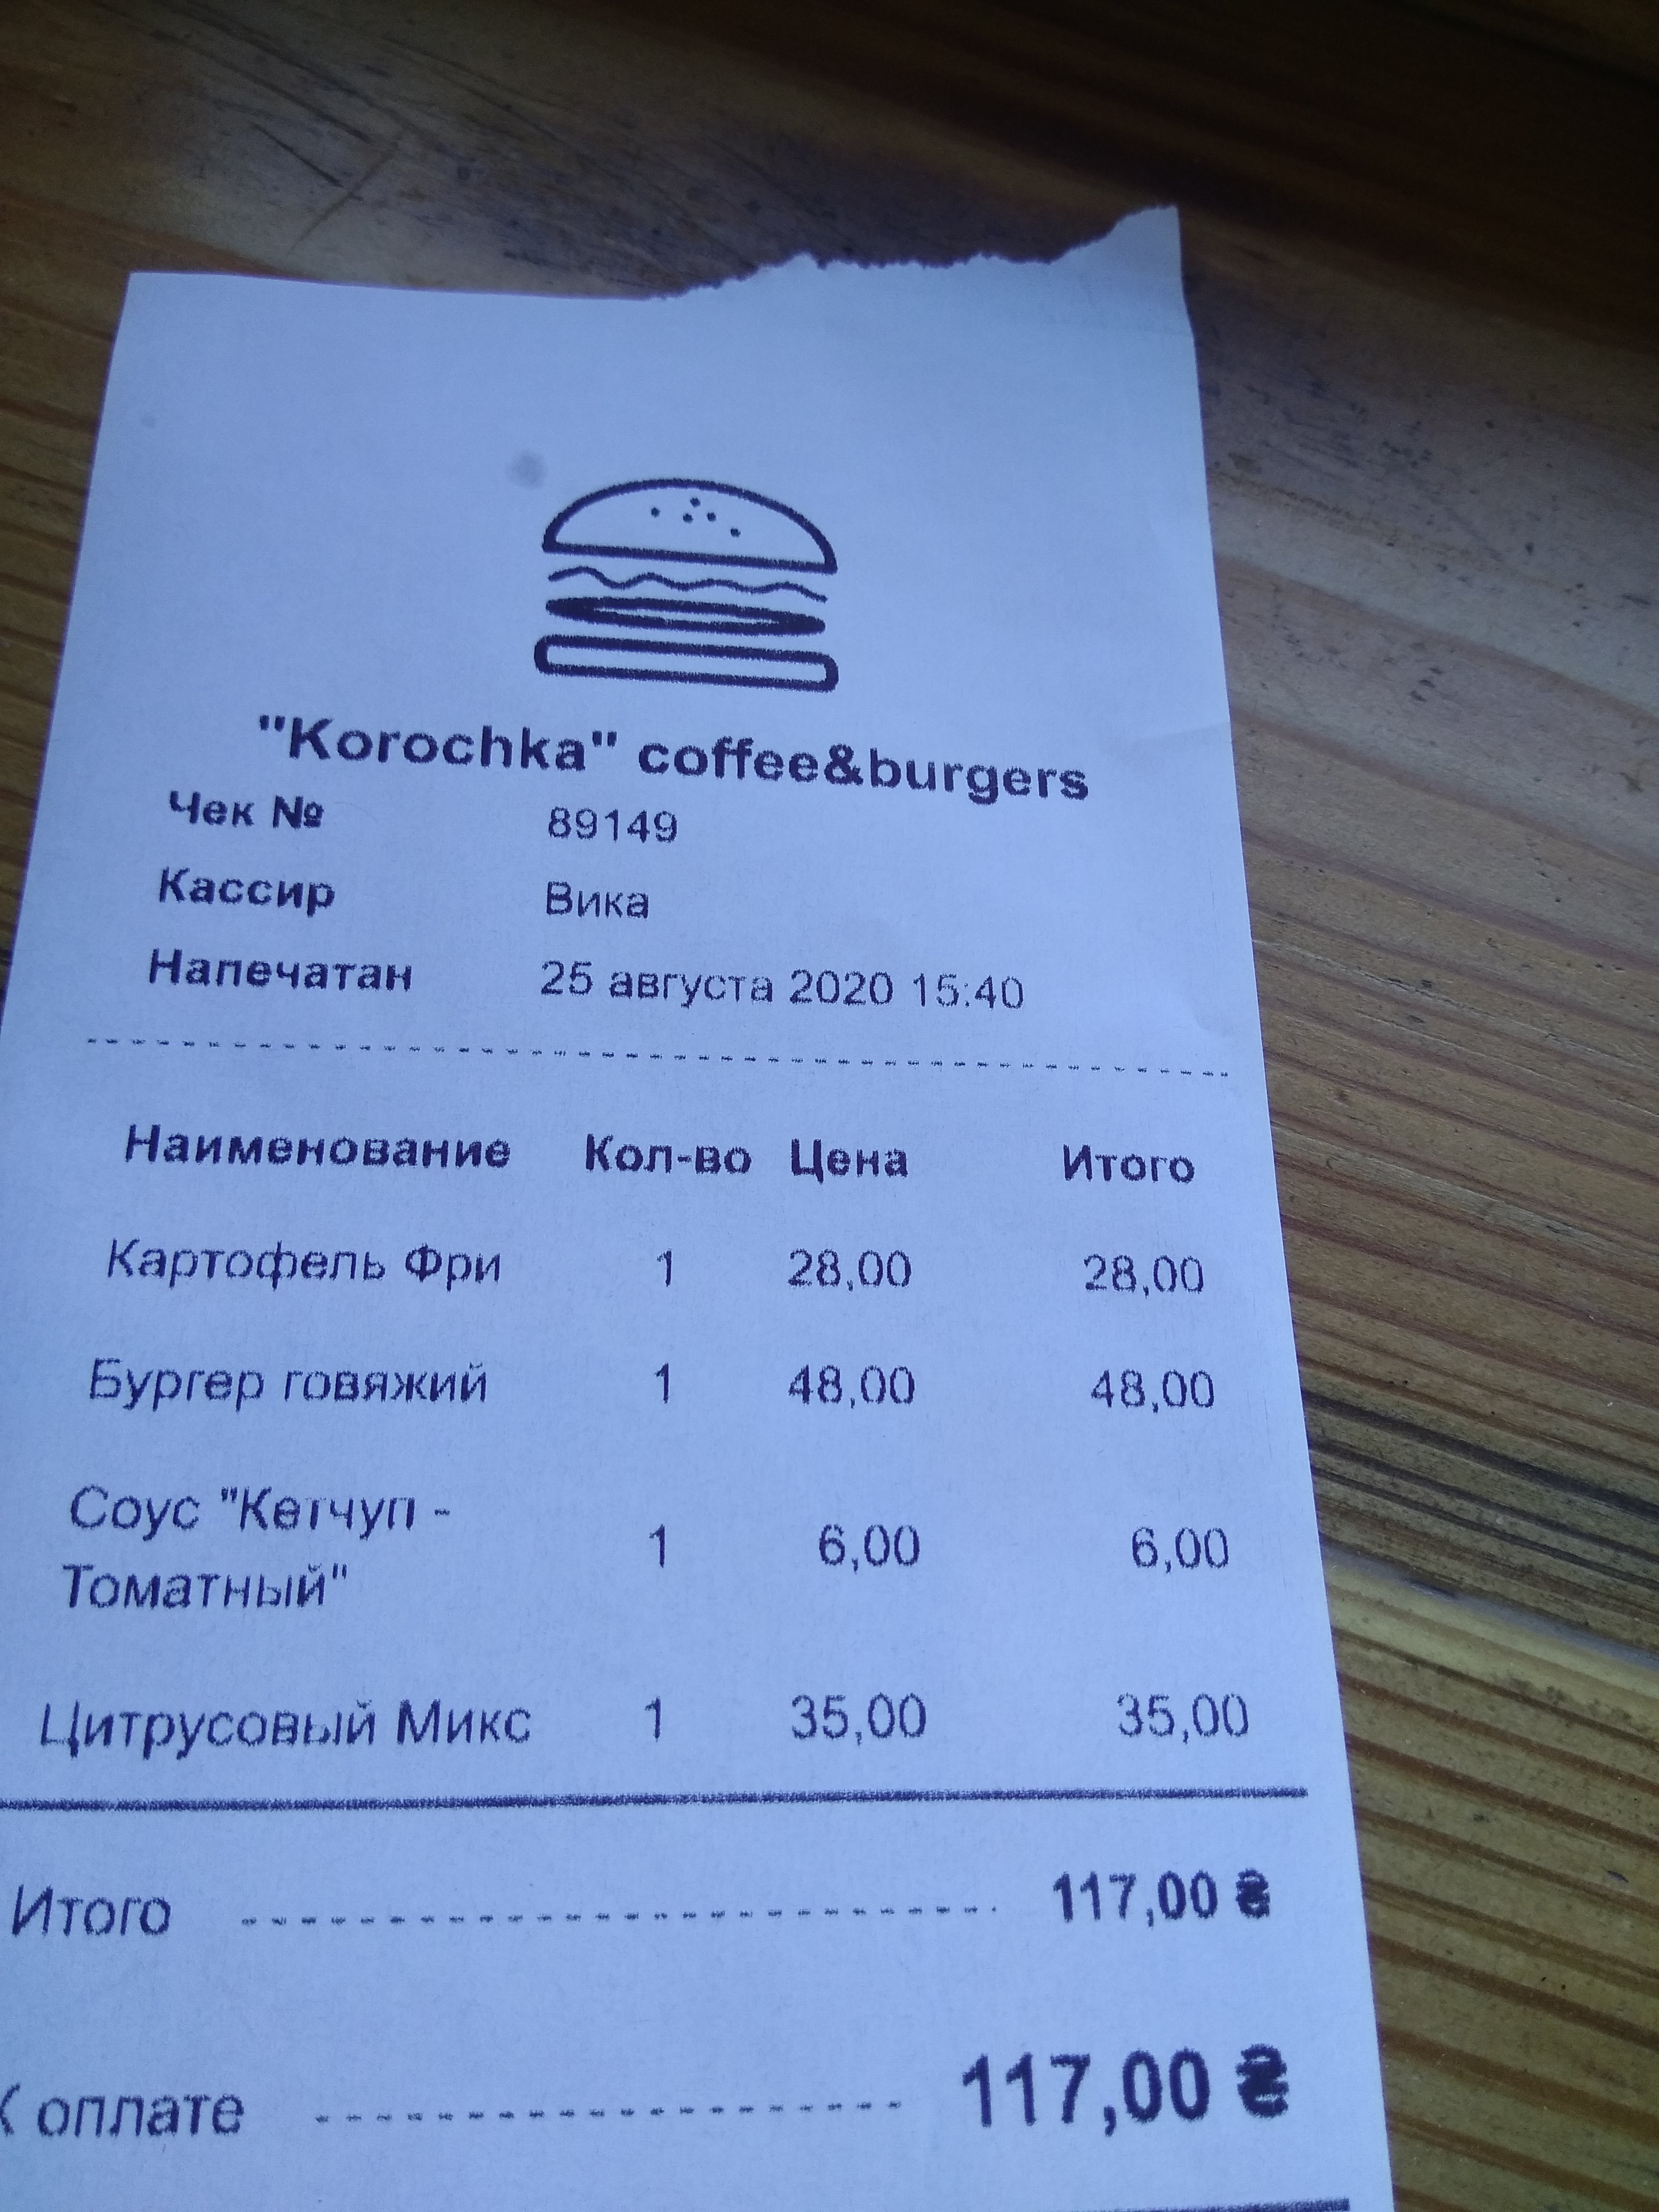 "Korochka" coffee&burgers
Чек № 89149
Кассир Вика
Напечатан 25 августа 2020 15:40
Наименование Кол-во Цена Итого
Картофель Фри 1 28,00 28,00
Бургер говяжий 1 48,00 48,00
Соус "Кетчуп -
Томатный" 1 6,00 6,00
Цитрусовый Микс 1 35,00 35,00
Итого 117,00 ₴
К оплате 117,00 ₴